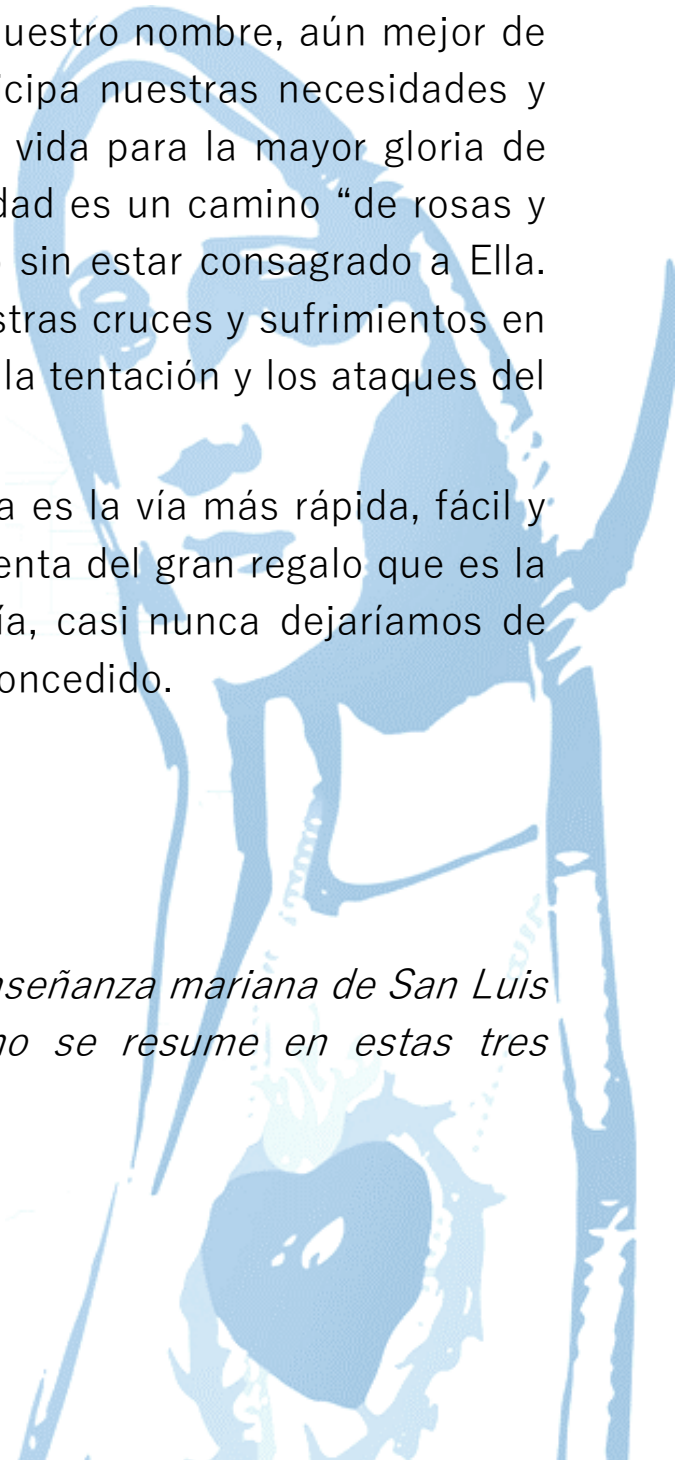 uestro nombre, aún mejor de
icipa nuestras necesidades y
vida para la mayor gloria de
dad es un camino “de rosas y
sin estar consagrado a Ella.
stras cruces y sufrimientos en
la tentación y los ataques del
a es la vía más rápida, fácil y
enta del gran regalo que es la
ía, casi nunca dejaríamos de
oncedido.
nseñanza mariana de San Luis
no se resume en estas tres